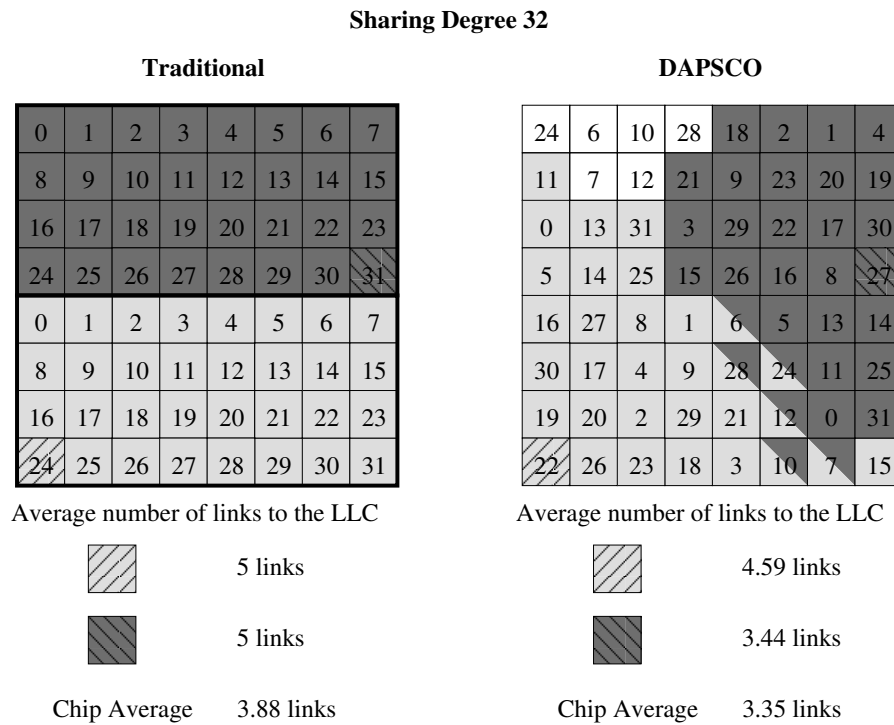 Sharing Degree 32
Traditional DAPSCO
0 1 2 3 4 5 6 7
8 9 10 11 12 13 14 15
16 17 18 19 20 21 22 23
24 25 26 27 28 29 30 31
0 1 2 3 4 5 6 7
8 9 10 11 12 13 14 15
16 17 18 19 20 21 22 23
24 25 26 27 28 29 30 31
24 6 10 28 18 2 1 4
11 7 12 21 9 23 20 19
0 13 31 3 29 22 17 30
5 14 25 15 26 16 8 27
16 27 8 1 6 5 13 14
30 17 4 9 28 24 11 25
19 20 2 29 21 12 0 31
22 26 23 18 3 10 7 15
Average number of links to the LLC
5 links
5 links
Chip Average 3.88 links
Average number of links to the LLC
4.59 links
3.44 links
Chip Average 3.35 links